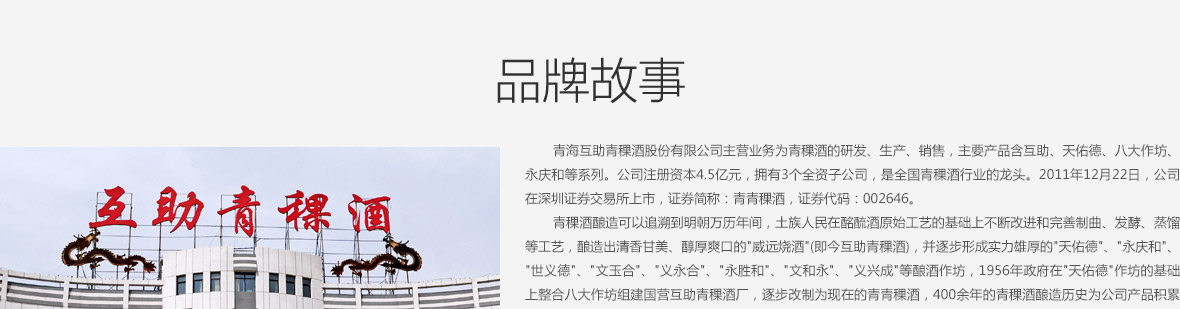 品牌故事
互助青稞酒
青海互助青稞酒股份有限公司主营业务为青稞酒的研发、生产、销售，主要产品含互助、天佑德、八大作坊、
永庆和等系列。公司注册资本4.5亿元，拥有3个全资子公司，是全国青稞酒行业的龙头。2011年12月22日，公司
在深圳证券交易所上市，证券简称：青青稞酒，证券代码：002646。
青稞酒酿造可以追溯到明朝万历年间，土族人民在酩酼酒原始工艺的基础上不断改进和完善制曲、发酵、蒸馏
等工艺，酿造出清香甘美、醇厚爽口的"威远烧酒"(即今互助青稞酒)，并逐步形成实力雄厚的"天佑德"、"永庆和"、
"世义德"、"文玉合"、"义永合"、"永胜和"、"文和永"、"义兴成"等酿酒作坊，1956年政府在"天佑德"作坊的基础
上整合八大作坊组建国营互助青稞酒厂，逐步改制为现在的青青稞酒，400余年的青稞酒酿造历史为公司产品积累